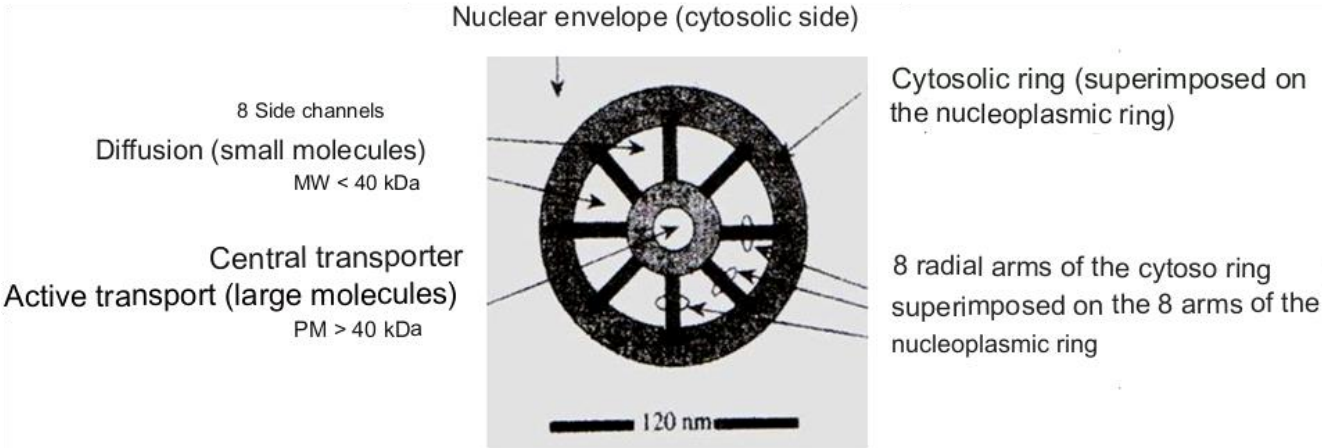 Nuclear envelope (cytosolic side)
8 Side channels
Diffusion (small molecules)
MW < 40 kDa
Central transporter
Active transport (large molecules)
PM > 40 kDa
Cytosolic ring (superimposed on
the nucleoplasmic ring)
8 radial arms of the cytoso ring
superimposed on the 8 arms of the
nucleoplasmic ring
120 nm